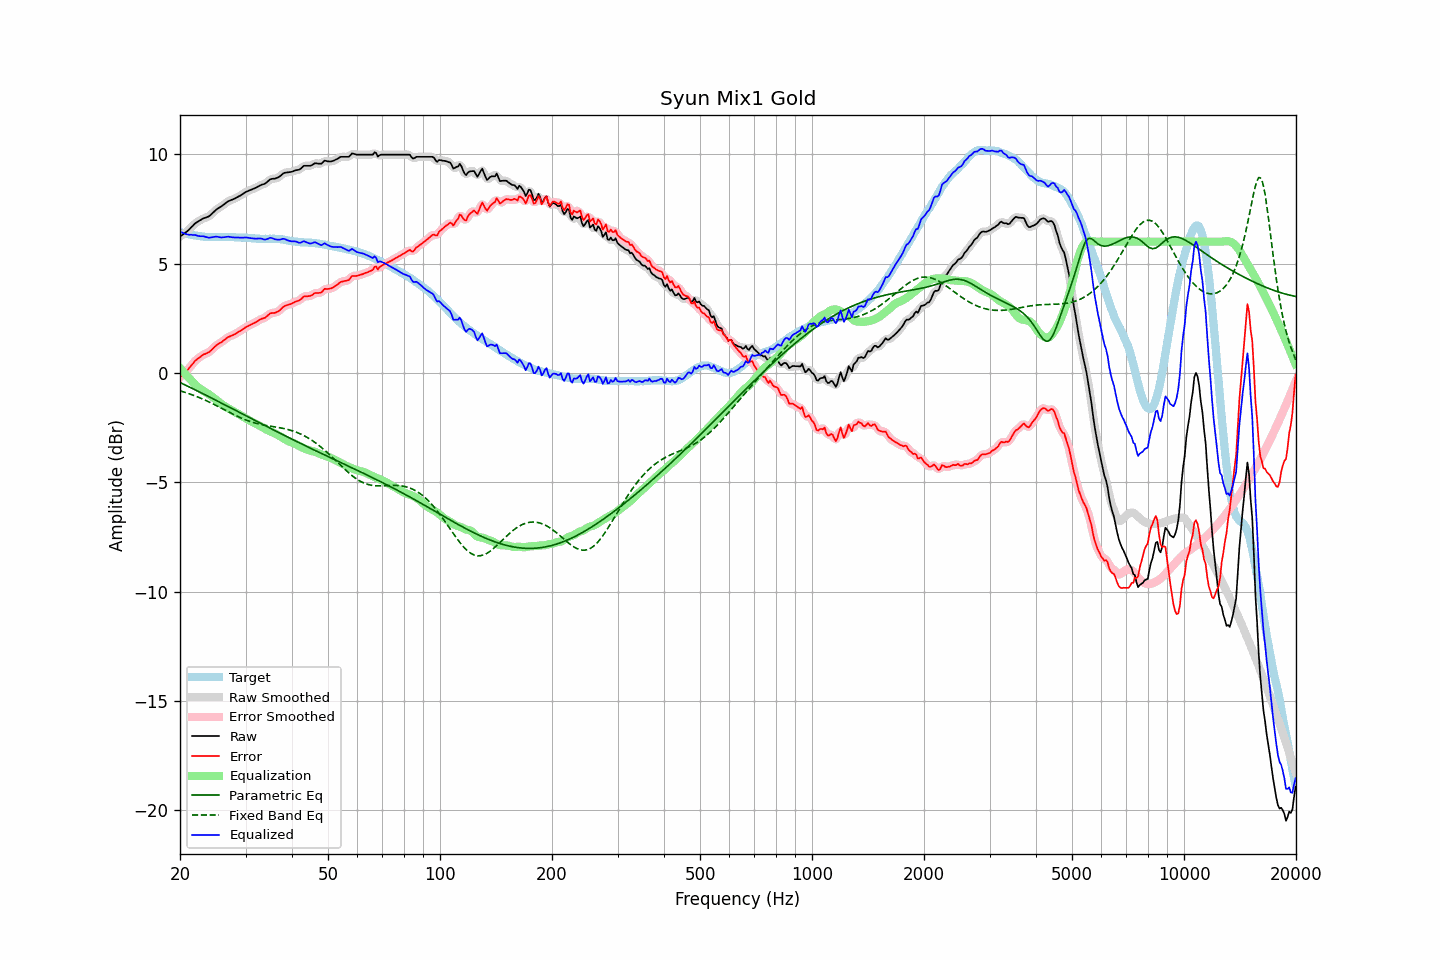 Syun Mix1 Gold
Amplitude (dBr)
10
5
0
−5
−10
−15
−20
Target
Raw Smoothed
Error Smoothed
Raw
Error
Equalization
Parametric Eq
Fixed Band Eq
Equalized
20 50 100 200 500 1000 2000 5000 10000 20000
Frequency (Hz)